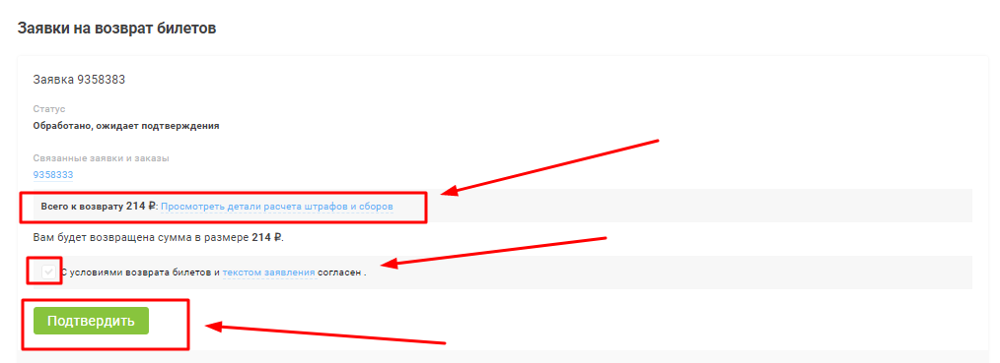 Заявки на возврат билетов
Заявка 9358383
Статус
Обработано, ожидает подтверждения
Связанные заявки и заказы
9358333
Всего к возврату 214 ₽: Просмотреть детали расчета штрафов и сборов
Вам будет возвращена сумма в размере 214 ₽.
С условиями возврата билетов и текстом заявления согласен .
Подтвердить